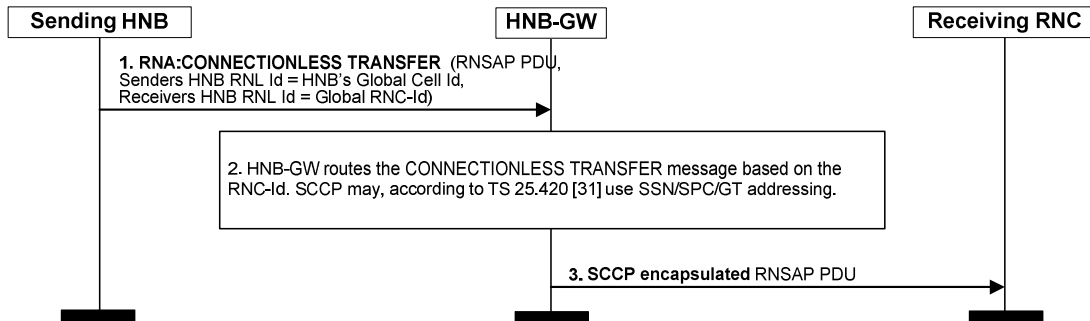 Sending HNB
HNB-GW
Receiving RNC
1. RNA:CONNECTIONLESS TRANSFER (RNSAP PDU,
Senders HNB RNL Id = HNB's Global Cell Id,
Receivers HNB RNL Id = Global RNC-Id)
2. HNB-GW routes the CONNECTIONLESS TRANSFER message based on the
RNC-Id. SCCP may, according to TS 25.420 [31] use SSN/SPC/GT addressing.
3. SCCP encapsulated RNSAP PDU